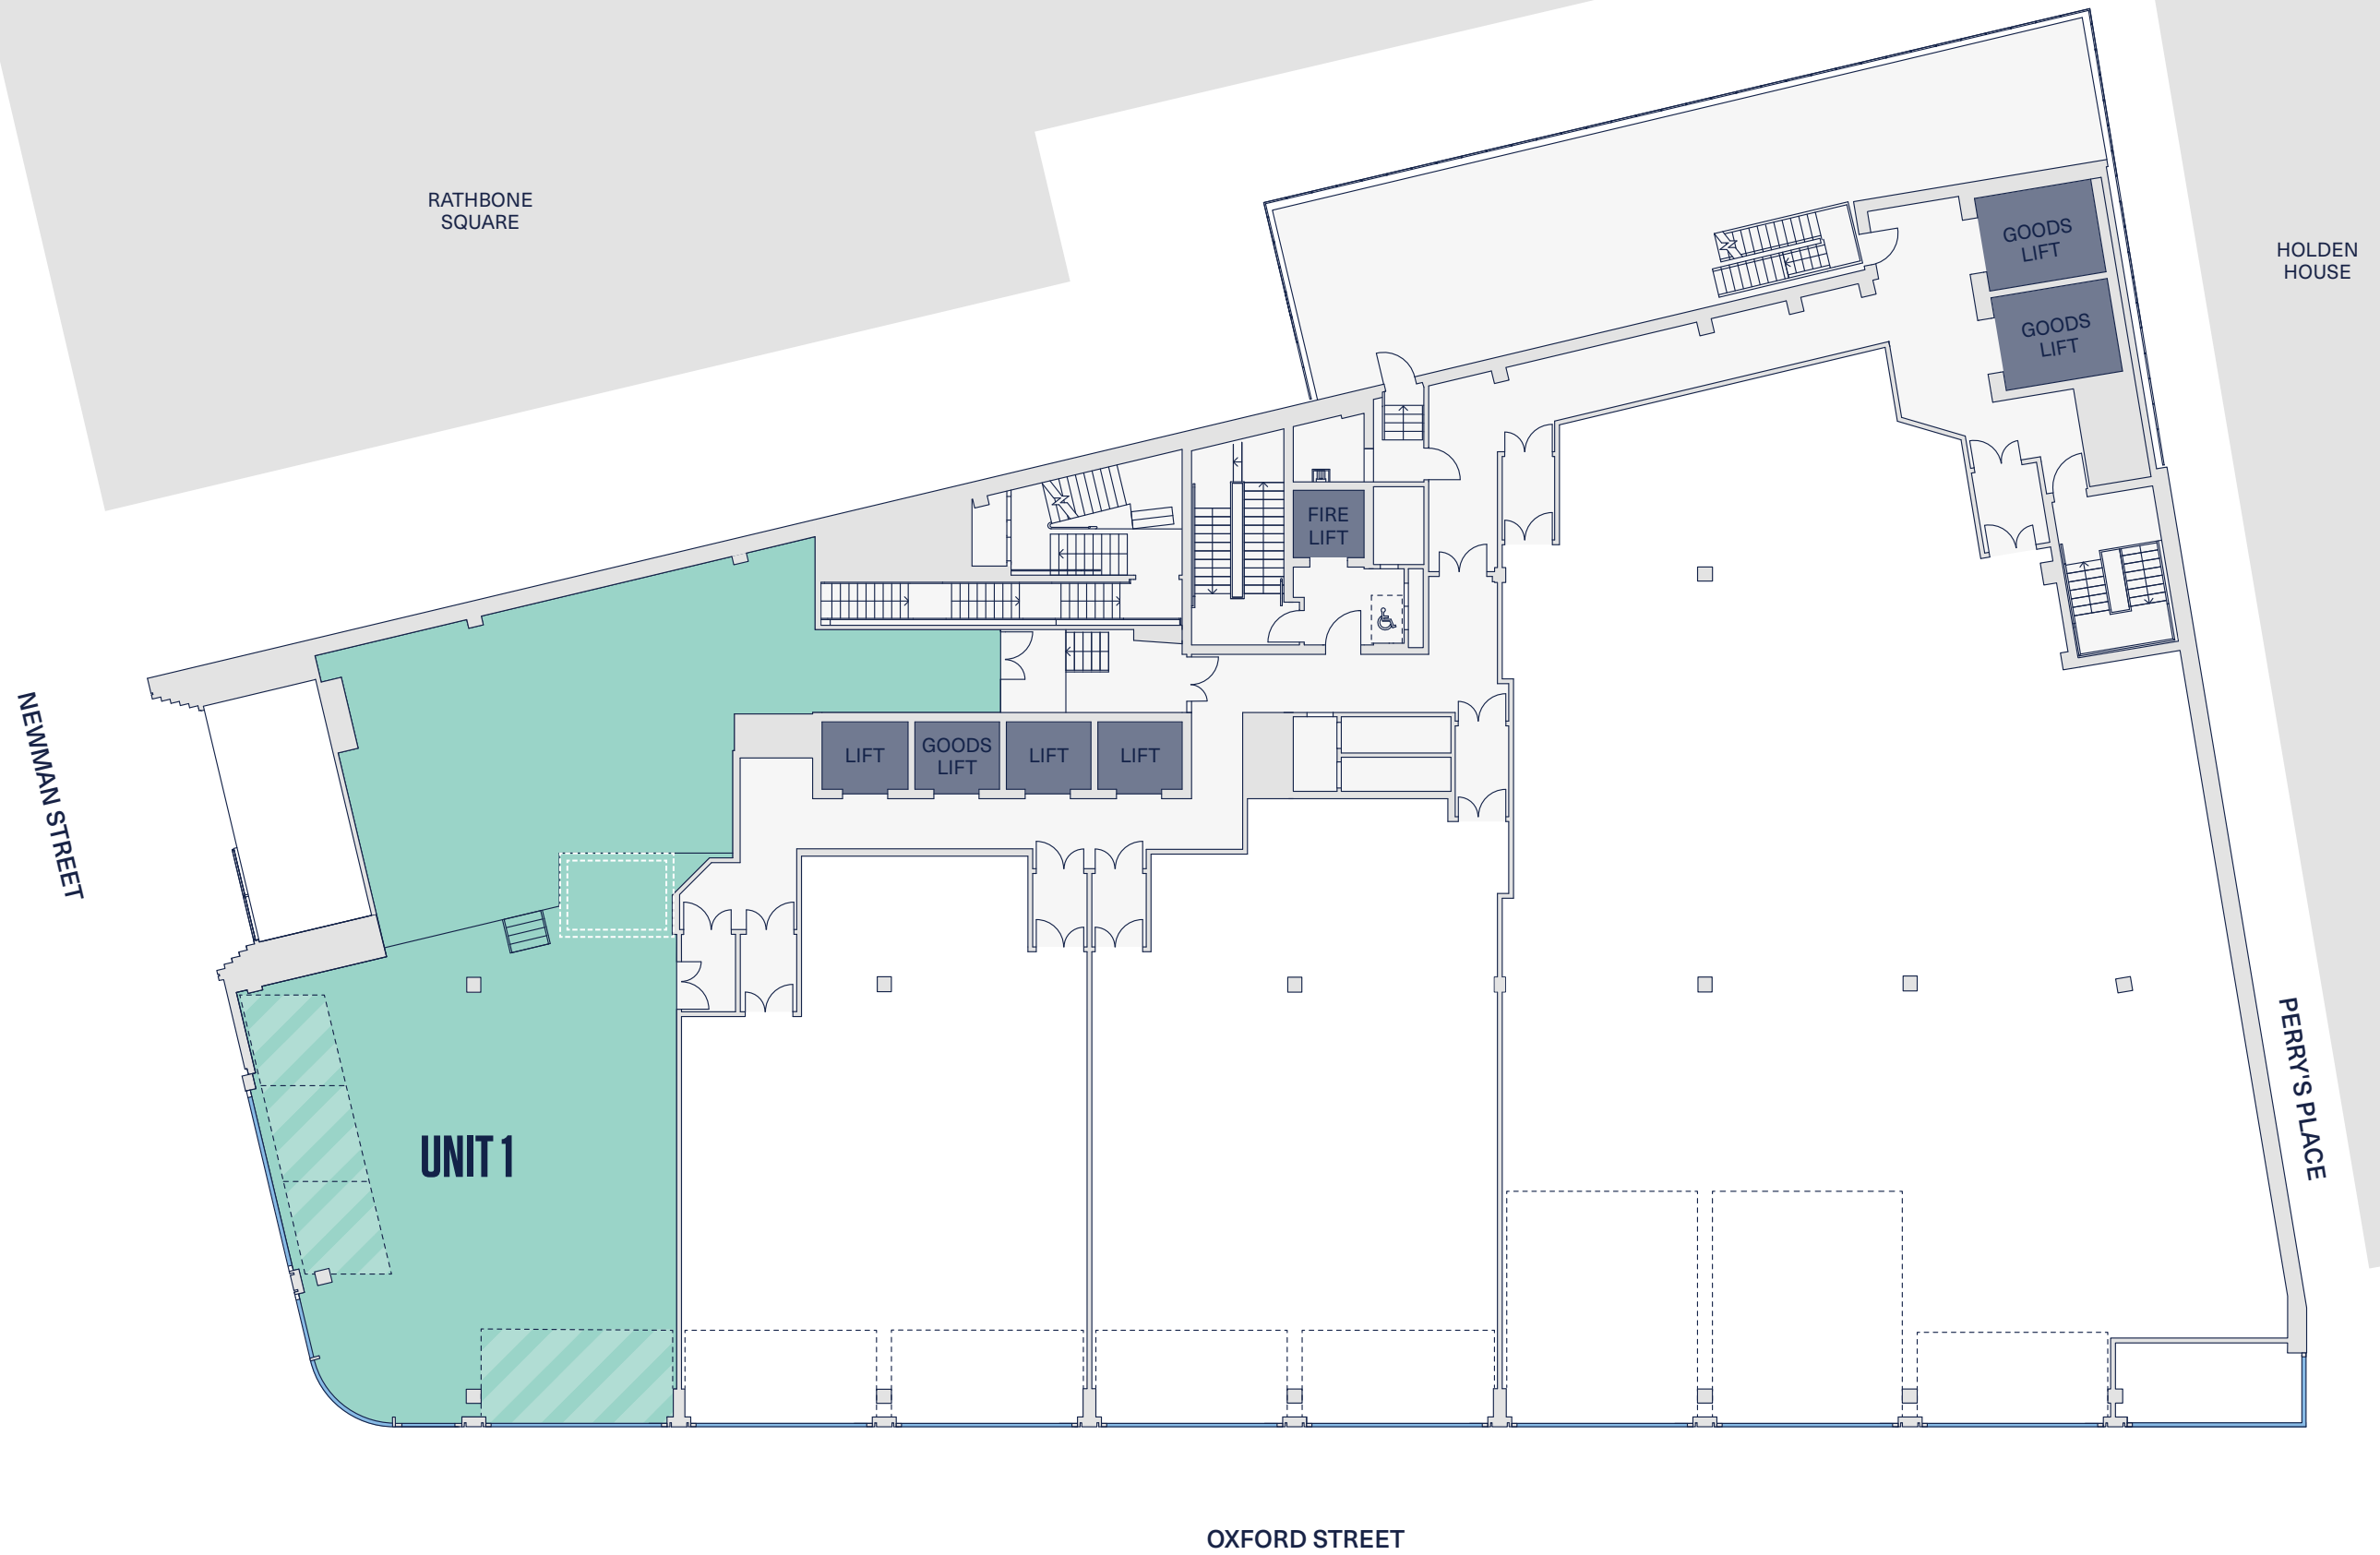 RATHBONE
SQUARE
HOLDEN
HOUSE
GOODS
LIFT
GOODS
LIFT
FIRE
LIFT
NEWMAN STREET
LIFT
GOODS
LIFT
LIFT
LIFT
PERRY'S PLACE
UNIT 1
OXFORD STREET